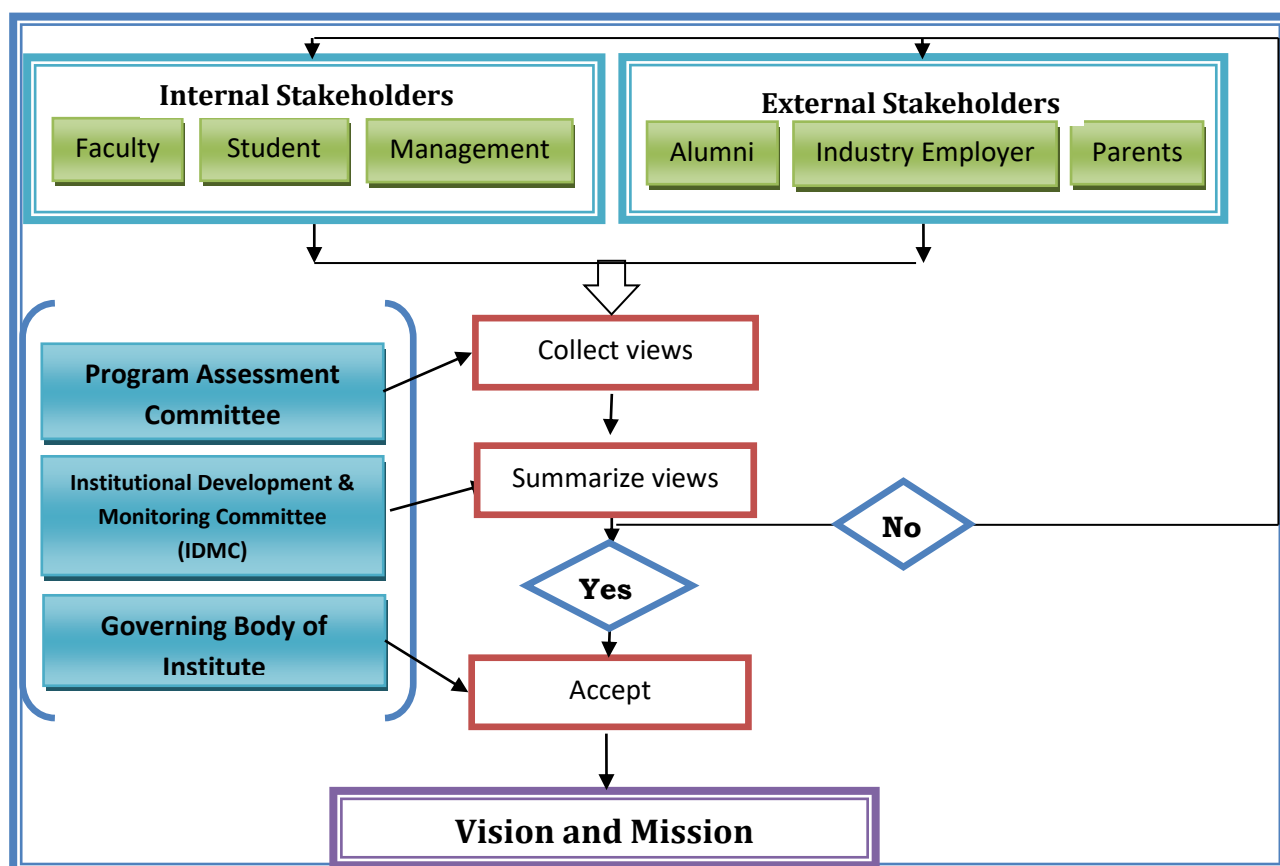 Internal Stakeholders
Faculty
Student
Management
External Stakeholders
Alumni
Industry Employer
Parents
Collect views
Program Assessment
Committee
Summarize views
Institutional Development &
Monitoring Committee
(IDMC)
No
Yes
Governing Body of
Institute
Accept
Vision and Mission